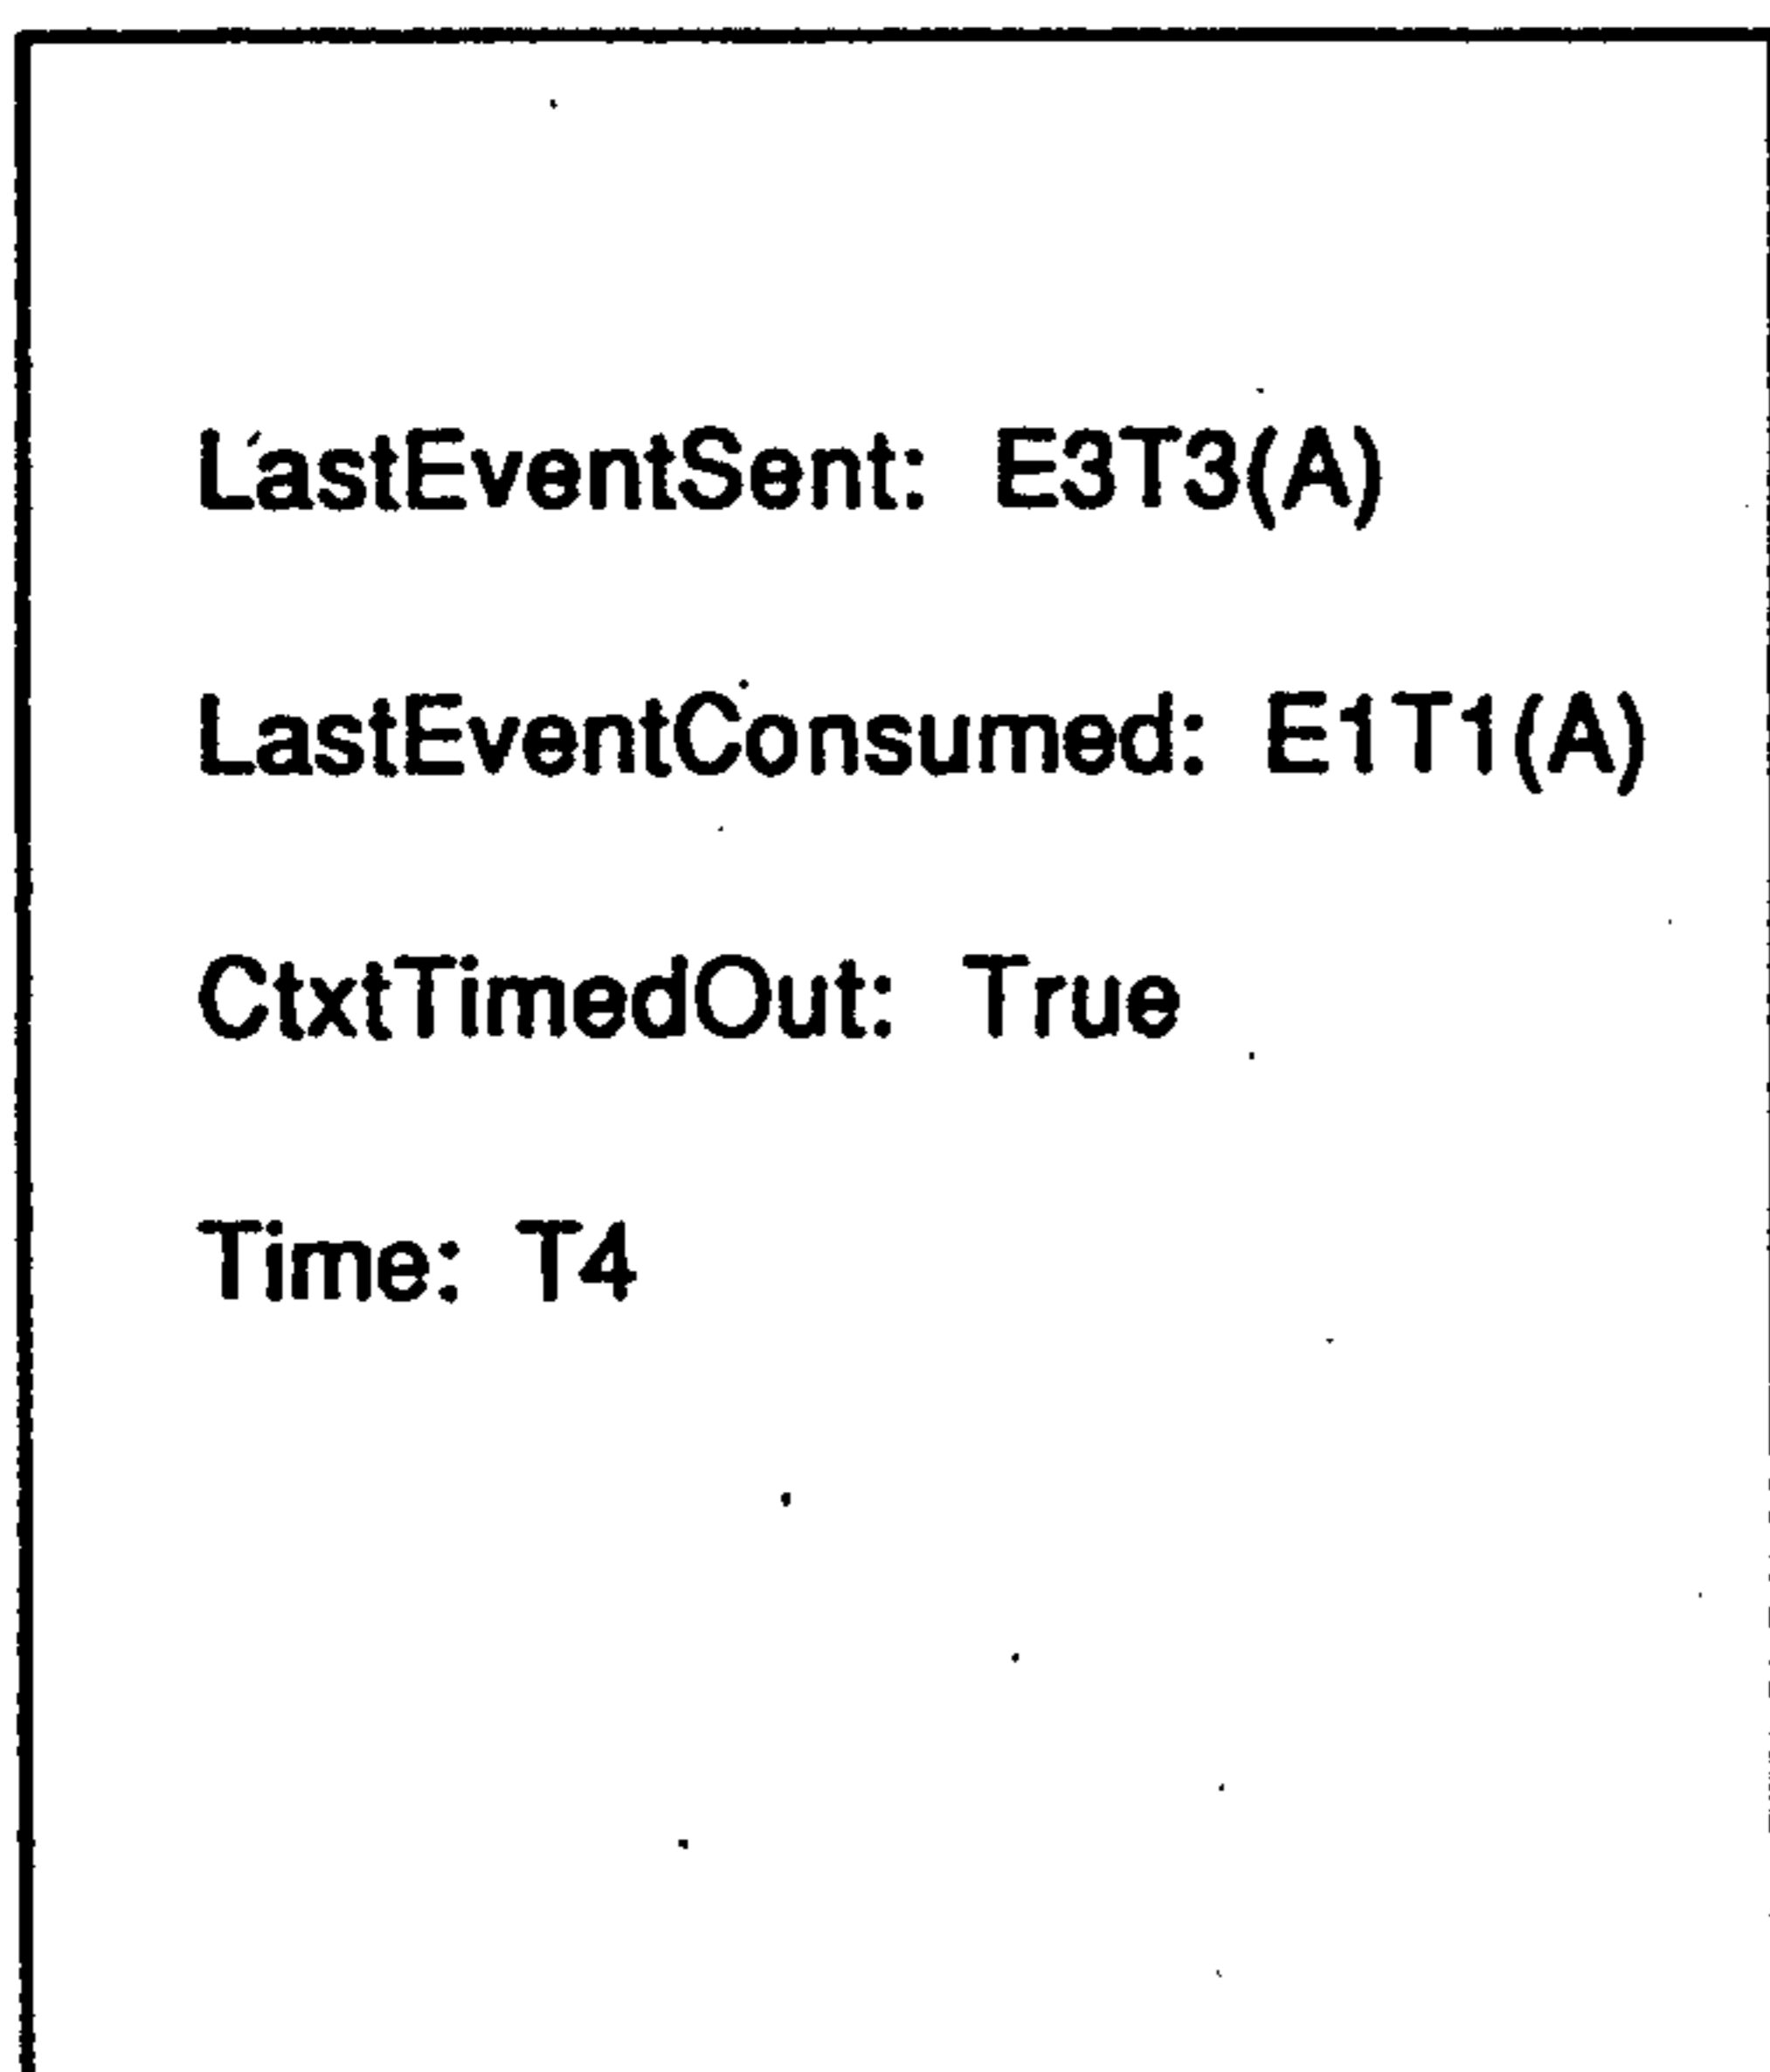 LastEventSent: E3T3(A)
LastEventConsumed: E1T1(A)
CtxtTimedOut: True
Time: T4